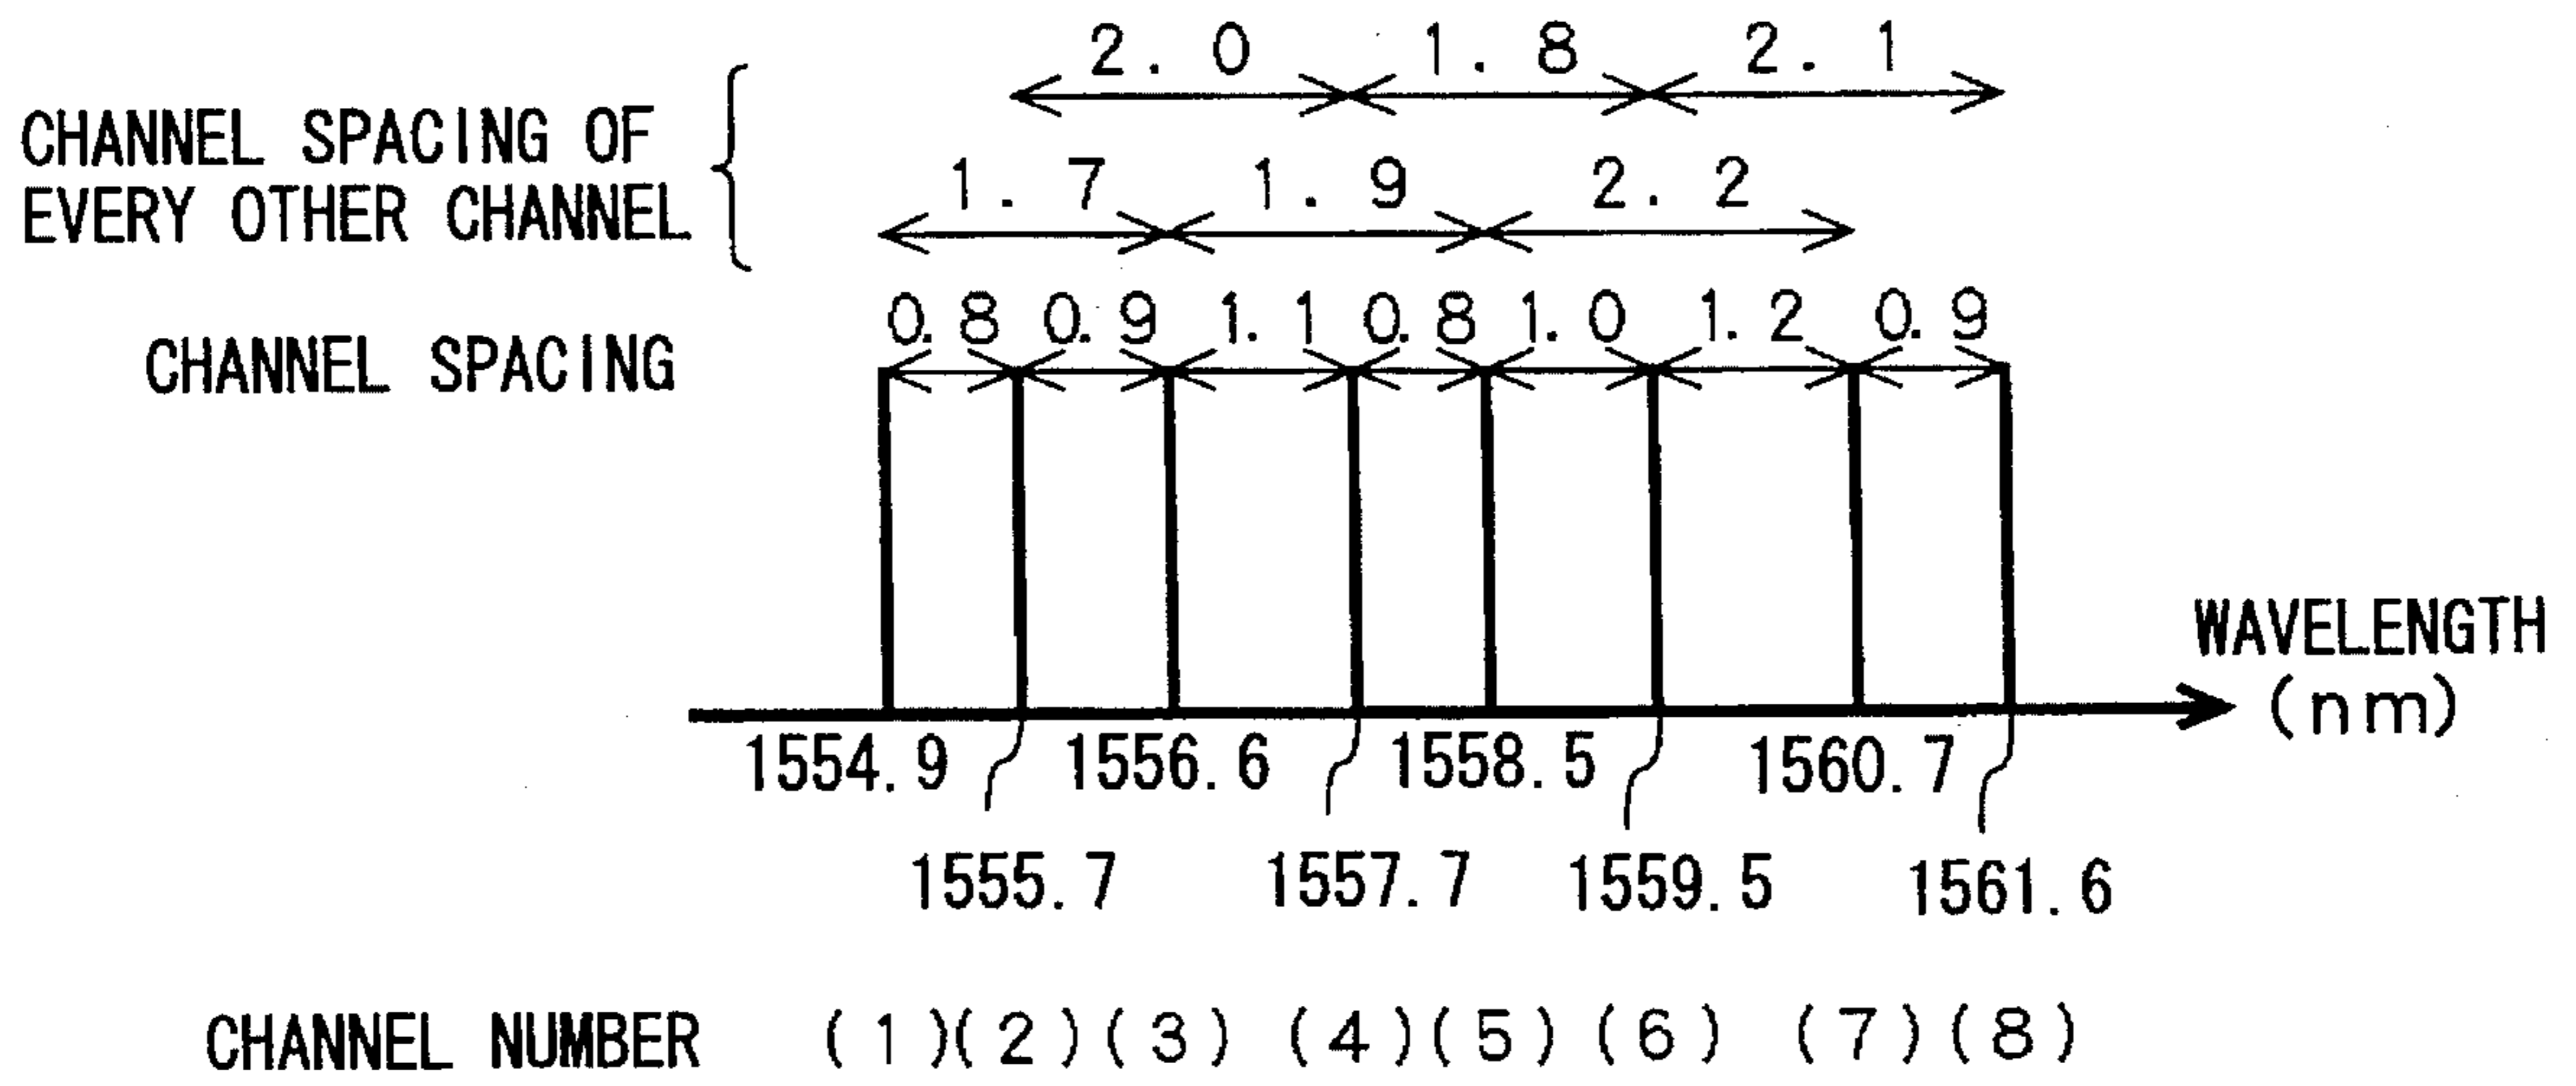 2.0 1.8 2.1
CHANNEL SPACING OF
EVERY OTHER CHANNEL
1.7 1.9 2.2
0.8 0.9 1.1 0.8 1.0 1.2 0.9
CHANNEL SPACING
WAVELENGTH
(nm)
1554.9 1556.6 1558.5 1560.7
1555.7 1557.7 1559.5 1561.6
CHANNEL NUMBER (1)(2)(3) (4)(5)(6) (7)(8)